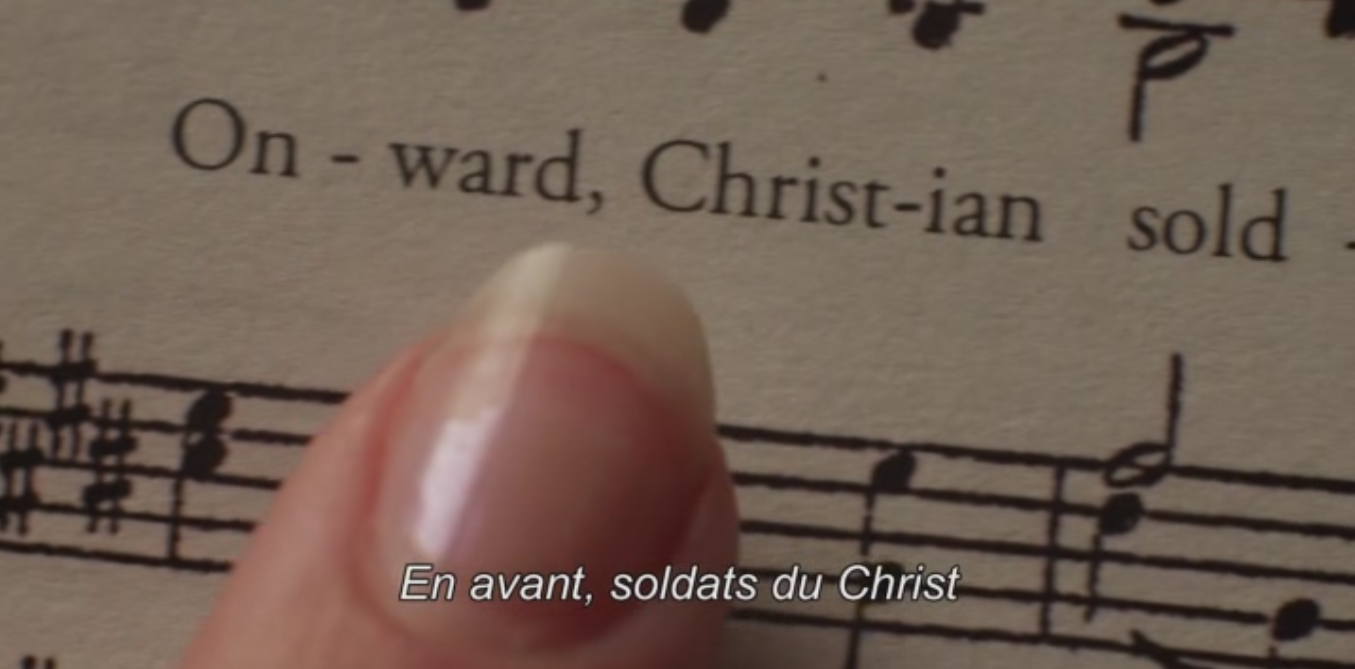 On - ward, Christ-ian sold -
En avant, soldats du Christ